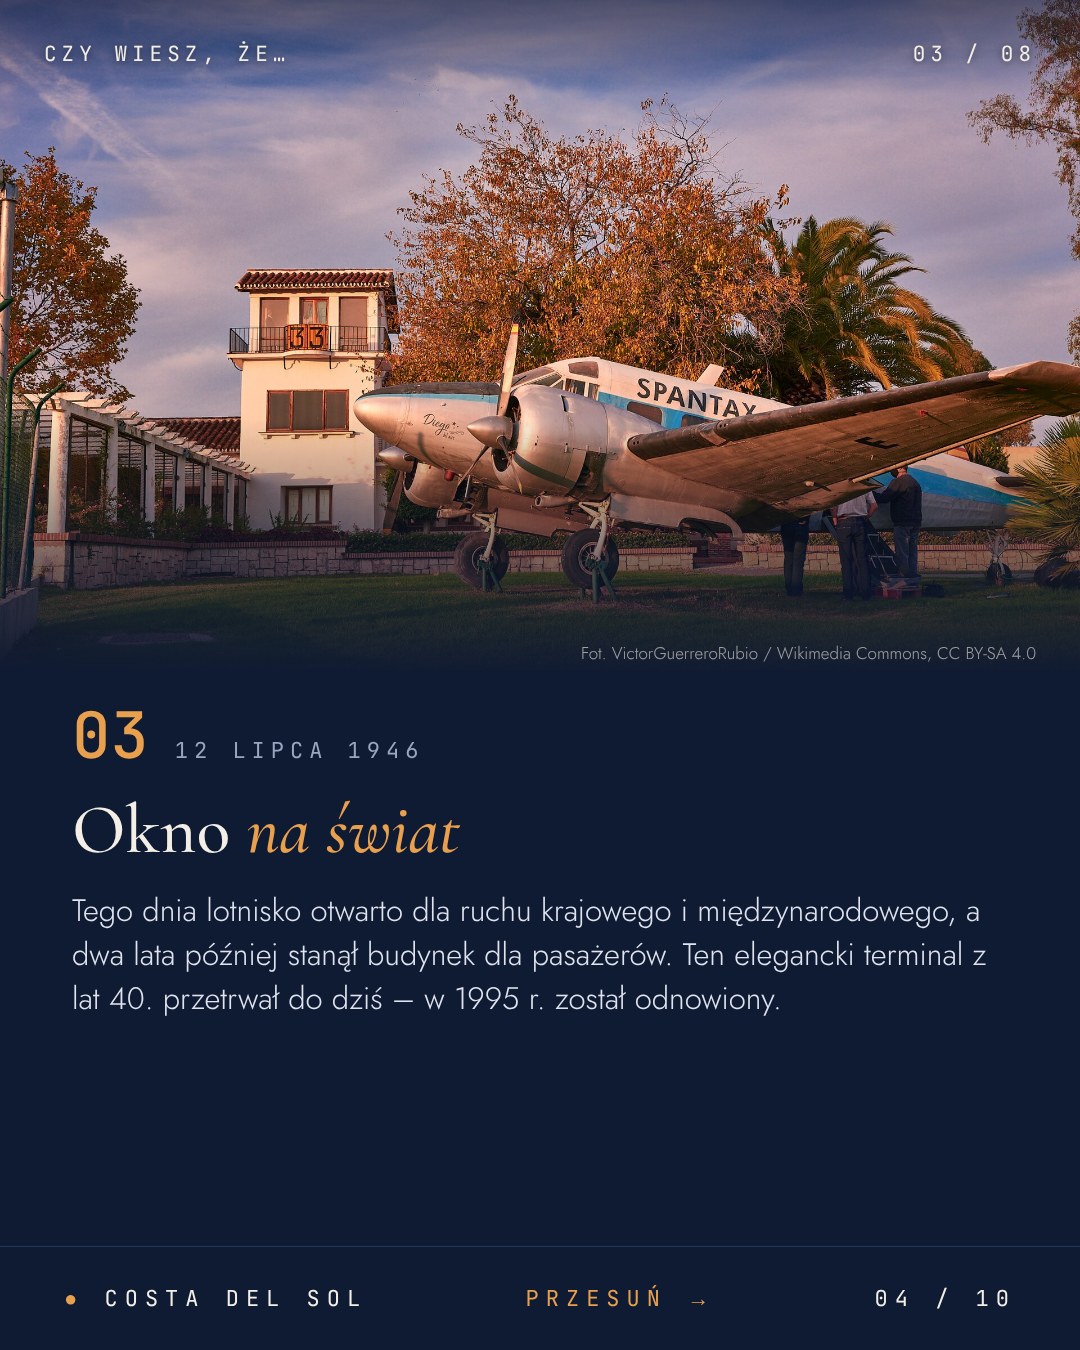 CZY WIESZ, ŻE…
03 / 08
33
SPANTAX
Diego
E
Fot. VictorGuerreroRubio / Wikimedia Commons, CC BY-SA 4.0
03 12 LIPCA 1946
Okno na świat
Tego dnia lotnisko otwarto dla ruchu krajowego i międzynarodowego, a
dwa lata później stanął budynek dla pasażerów. Ten elegancki terminal z
lat 40. przetrwał do dziś – w 1995 r. został odnowiony.
● COSTA DEL SOL
PRZESUŃ →
04 / 10